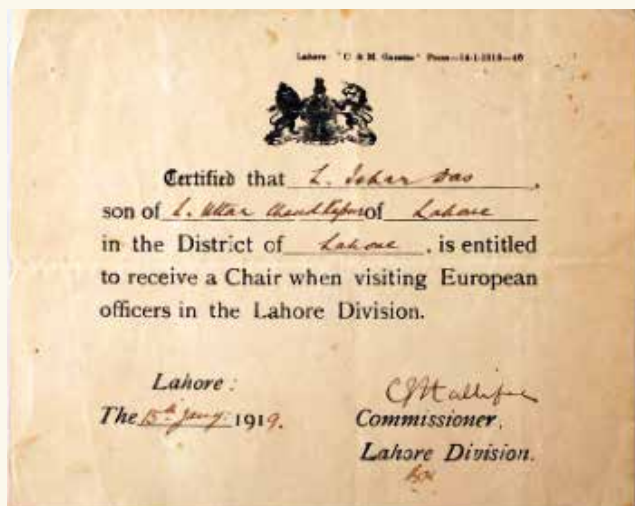 Lahore "C & M. Gazette" Press—14-1-1919—40
Certified that L. Ishar Das,
son of L. Uttar Chand Kapur of Lahore
in the District of Lahore, is entitled
to receive a Chair when visiting European
officers in the Lahore Division.
Lahore:
The 15th Jany. 1919.
Commissioner,
Lahore Division.